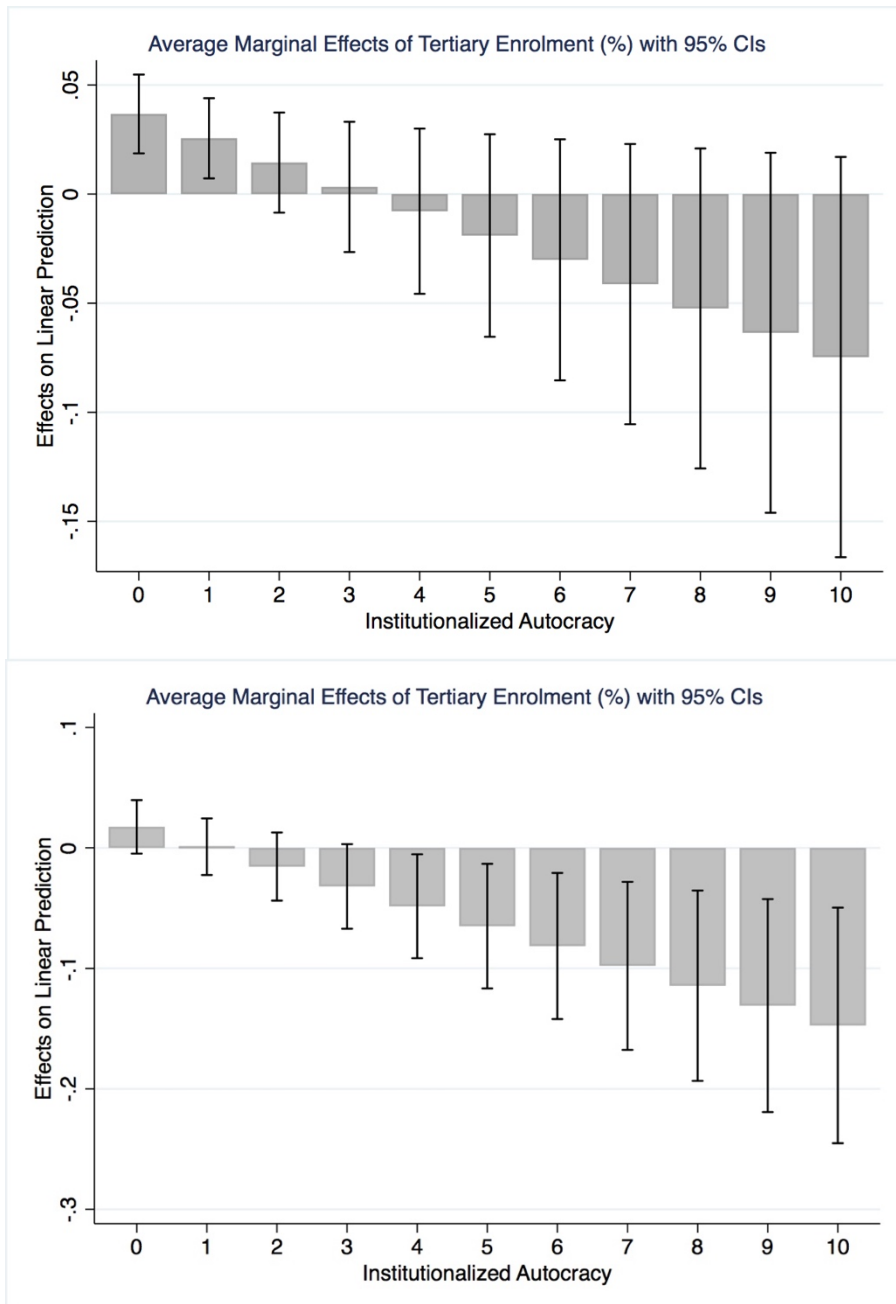 Average Marginal Effects of Tertiary Enrolment (%) with 95% CIs
Effects on Linear Prediction
.05
0
-.05
-.1
-.15
0 1 2 3 4 5 6 7 8 9 10
Institutionalized Autocracy
Average Marginal Effects of Tertiary Enrolment (%) with 95% CIs
Effects on Linear Prediction
.1
0
-.1
-.2
-.3
0 1 2 3 4 5 6 7 8 9 10
Institutionalized Autocracy